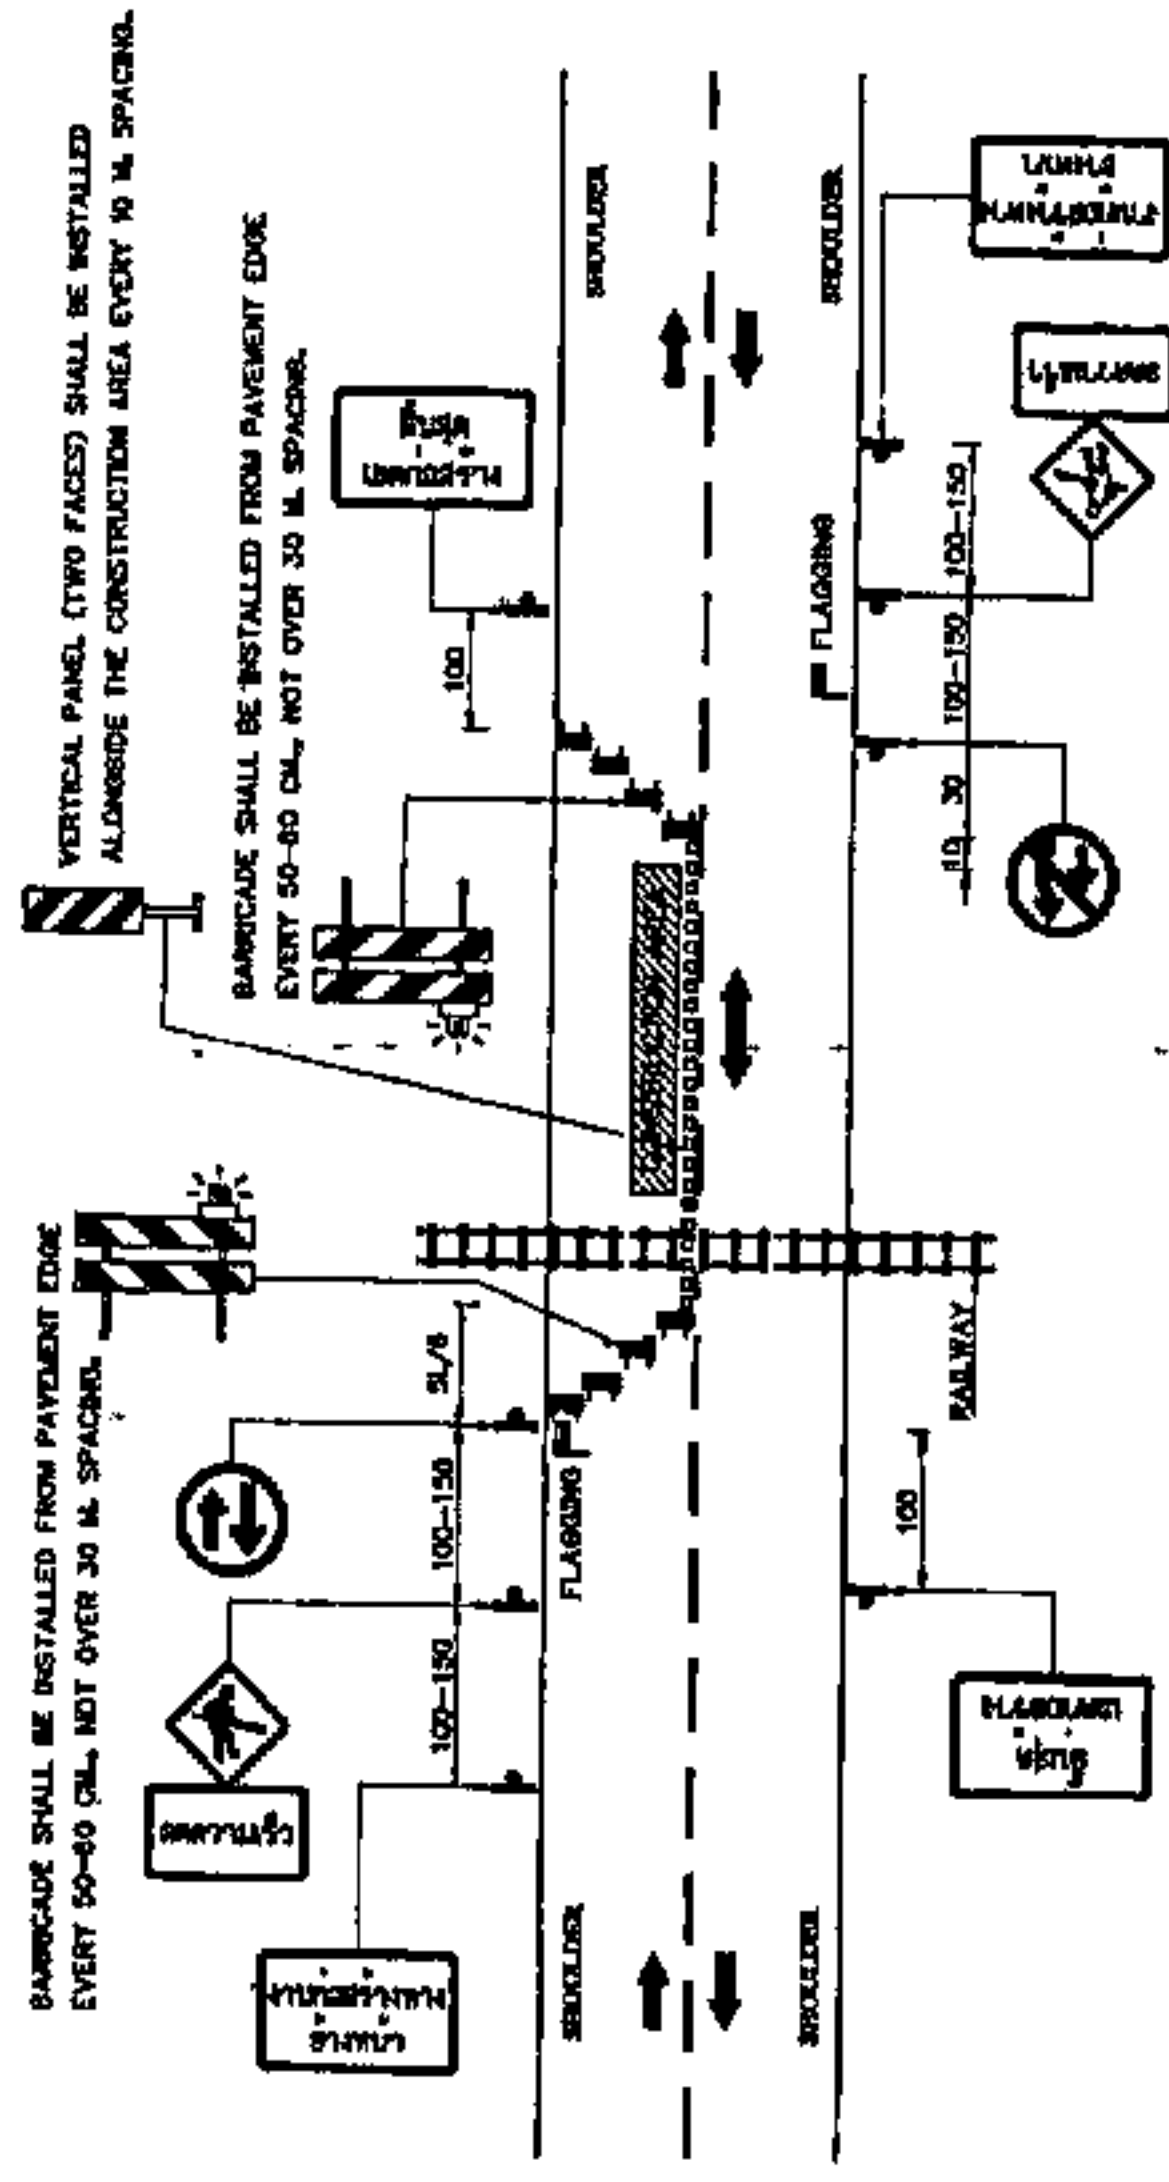 VERTICAL PANEL (TWO FACES) SHALL BE INSTALLED
ALONGSIDE THE CONSTRUCTION AREA EVERY 10 M. SPACING.
BARRICADE SHALL BE INSTALLED FROM PAVEMENT EDGE
EVERY 50-80 CM., NOT OVER 30 M. SPACING.
BARRICADE SHALL BE INSTALLED FROM PAVEMENT EDGE
EVERY 50-80 CM., NOT OVER 30 M. SPACING.
100-150
100-150
SL/6
100
SHOULDER
FLAGGING
SHOULDER
SHOULDER
SHOULDER
FLAGGING
RAILWAY
100
10
30
100-150
100-150